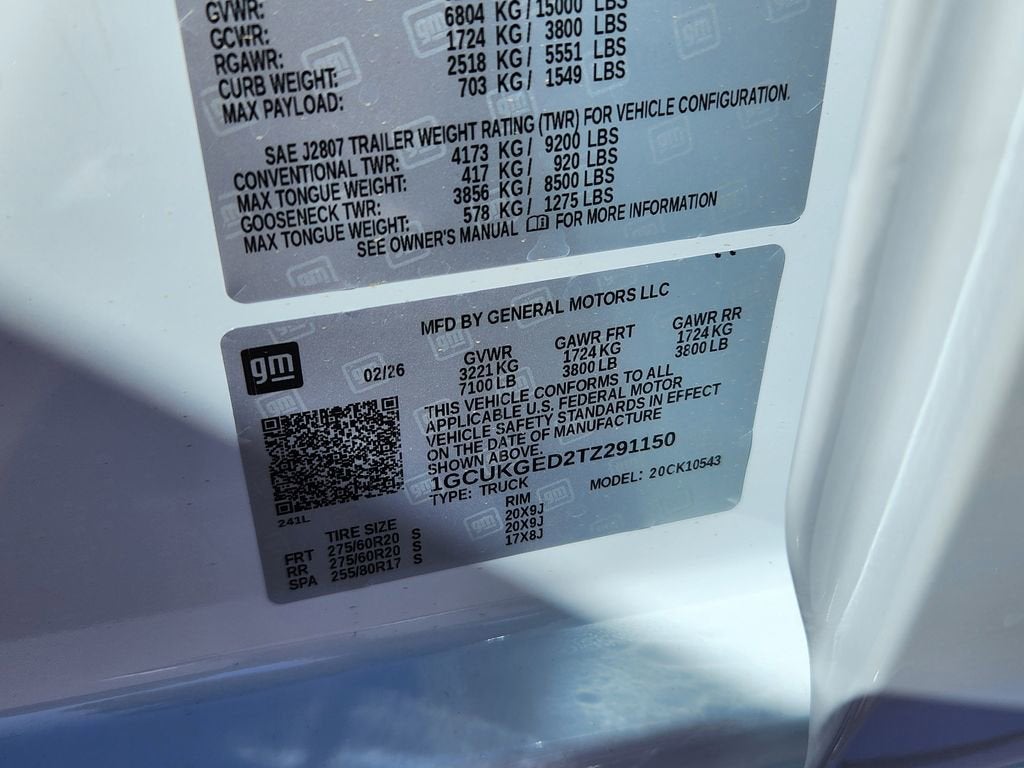 GVWR:
GCWR: 6804 KG/ 15000 LBS
RGAWR: 1724 KG/ 3800 LBS
CURB WEIGHT: 2518 KG/ 5551 LBS
MAX PAYLOAD: 703 KG/ 1549 LBS
SAE J2807 TRAILER WEIGHT RATING (TWR) FOR VEHICLE CONFIGURATION.
CONVENTIONAL TWR: 4173 KG/ 9200 LBS
MAX TONGUE WEIGHT: 417 KG/ 920 LBS
GOOSENECK TWR: 3856 KG/ 8500 LBS
MAX TONGUE WEIGHT: 578 KG/ 1275 LBS
SEE OWNER'S MANUAL FOR MORE INFORMATION
MFD BY GENERAL MOTORS LLC
gm
02/26
GVWR GAWR FRT GAWR RR
3221 KG 1724 KG 1724 KG
7100 LB 3800 LB 3800 LB
THIS VEHICLE CONFORMS TO ALL
APPLICABLE U.S. FEDERAL MOTOR
VEHICLE SAFETY STANDARDS IN EFFECT
ON THE DATE OF MANUFACTURE
SHOWN ABOVE.
1GCUKGED2TZ291150
TYPE: TRUCK MODEL: 20CK10543
241L
TIRE SIZE RIM
FRT 275/60R20 S 20X9J
RR 275/60R20 S 20X9J
SPA 255/80R17 S 17X8J